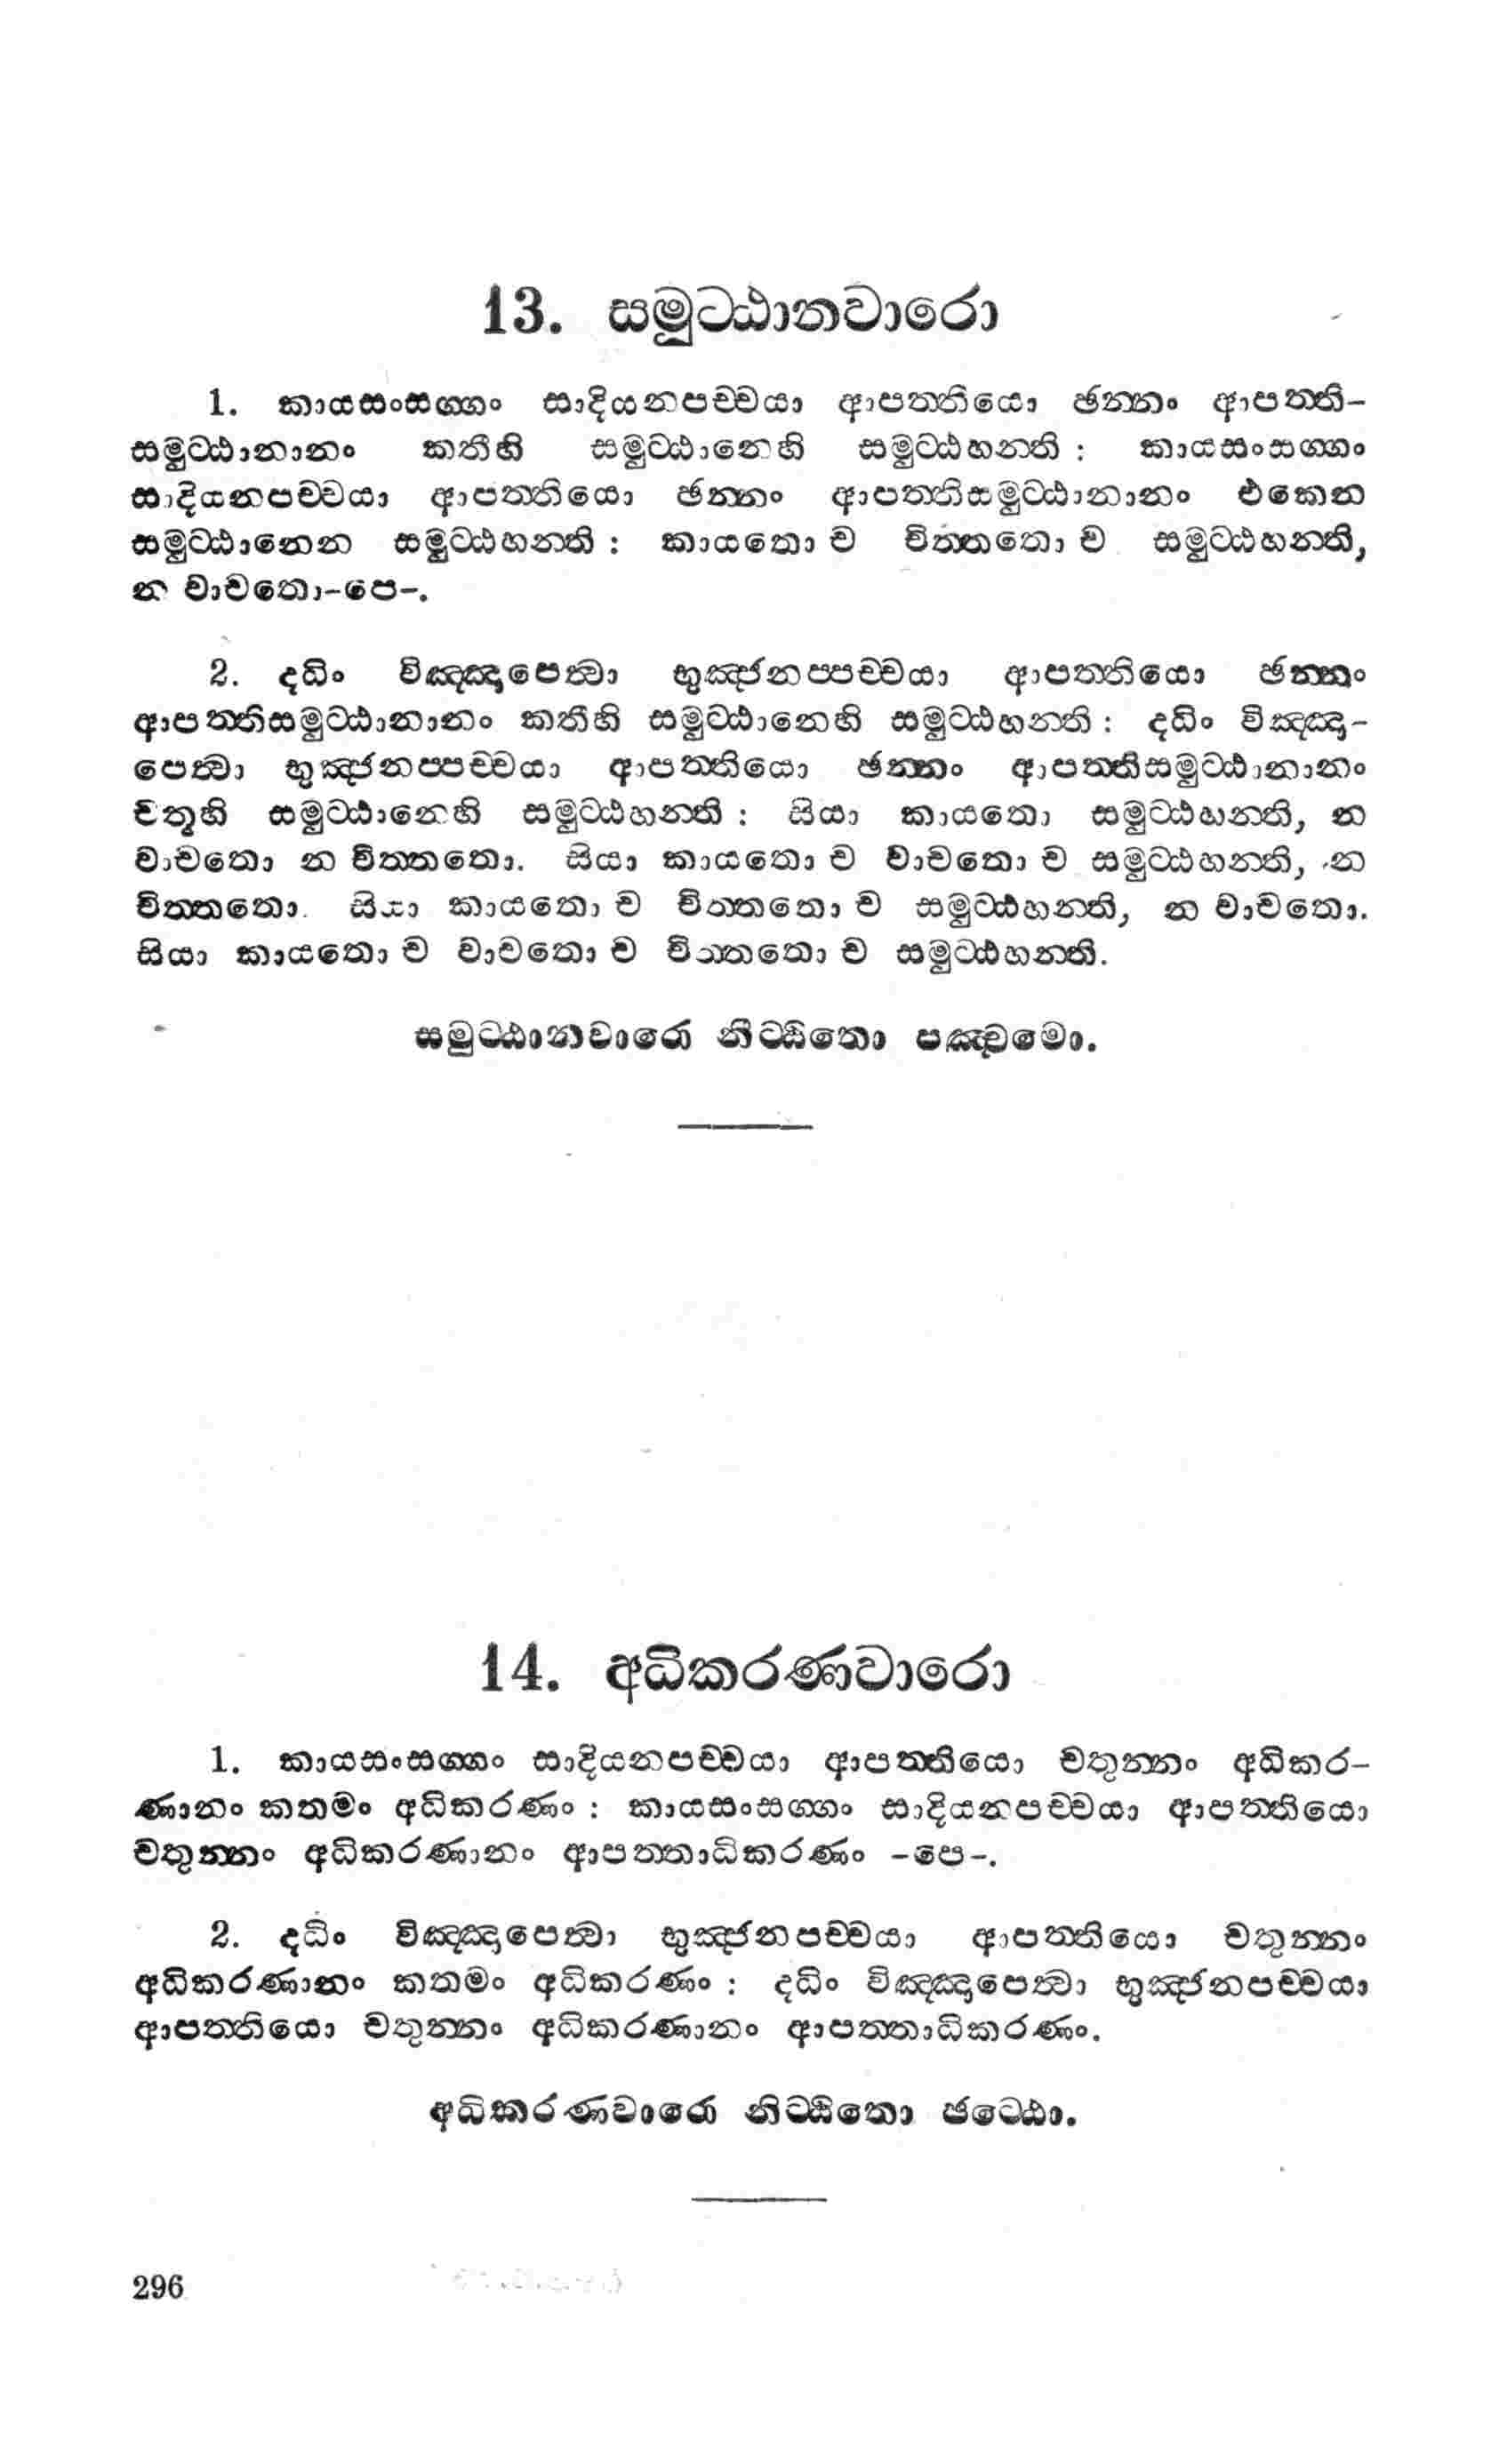 13. සමුට්ඨානවාරො
1. කායසංසග්ගං සාදියනපච්චයා ආපත්තියො ඡන්නං ආපත්ති-
සමුට්ඨානානං කතීහි සමුට්ඨානෙහි සමුට්ඨහන්ති : කායසංසග්ගං
සාදියනපච්චයා ආපත්තියො ඡන්නං ආපත්තිසමුට්ඨානානං එකෙන
සමුට්ඨානෙන සමුට්ඨහන්ති : කායතො ච චිත්තතො ච සමුට්ඨහන්ති,
න වාචතො-පෙ-.
2. දධිං විඤ්ඤාපෙත්වා භුඤ්ජනප්පච්චයා ආපත්තියො ඡන්නං
ආපත්තිසමුට්ඨානානං කතීහි සමුට්ඨානෙහි සමුට්ඨහන්ති : දධිං විඤ්ඤා-
පෙත්වා භුඤ්ජනප්පච්චයා ආපත්තියො ඡන්නං ආපත්තිසමුට්ඨානානං
චතූහි සමුට්ඨානෙහි සමුට්ඨහන්ති : සියා කායතො සමුට්ඨහන්ති, න
වාචතො න චිත්තතො. සියා කායතො ච වාචතො ච සමුට්ඨහන්ති, න
චිත්තතො. සියා කායතො ච චිත්තතො ච සමුට්ඨහන්ති, න වාචතො.
සියා කායතො ච වාචතො ච චිත්තතො ච සමුට්ඨහන්ති.
සමුට්ඨානවාරො නිට්ඨිතො පඤ්චමො.
14. අධිකරණවාරො
1. කායසංසග්ගං සාදියනපච්චයා ආපත්තියො චතුන්නං අධිකර-
ණානං කතමං අධිකරණං : කායසංසග්ගං සාදියනපච්චයා ආපත්තියො
චතුන්නං අධිකරණානං ආපත්තාධිකරණං -පෙ-.
2. දධිං විඤ්ඤාපෙත්වා භුඤ්ජනපච්චයා ආපත්තියො චතුන්නං
අධිකරණානං කතමං අධිකරණං : දධිං විඤ්ඤාපෙත්වා භුඤ්ජනපච්චයා
ආපත්තියො චතුන්නං අධිකරණානං ආපත්තාධිකරණං.
අධිකරණවාරො නිට්ඨිතො ඡට්ඨො.
296